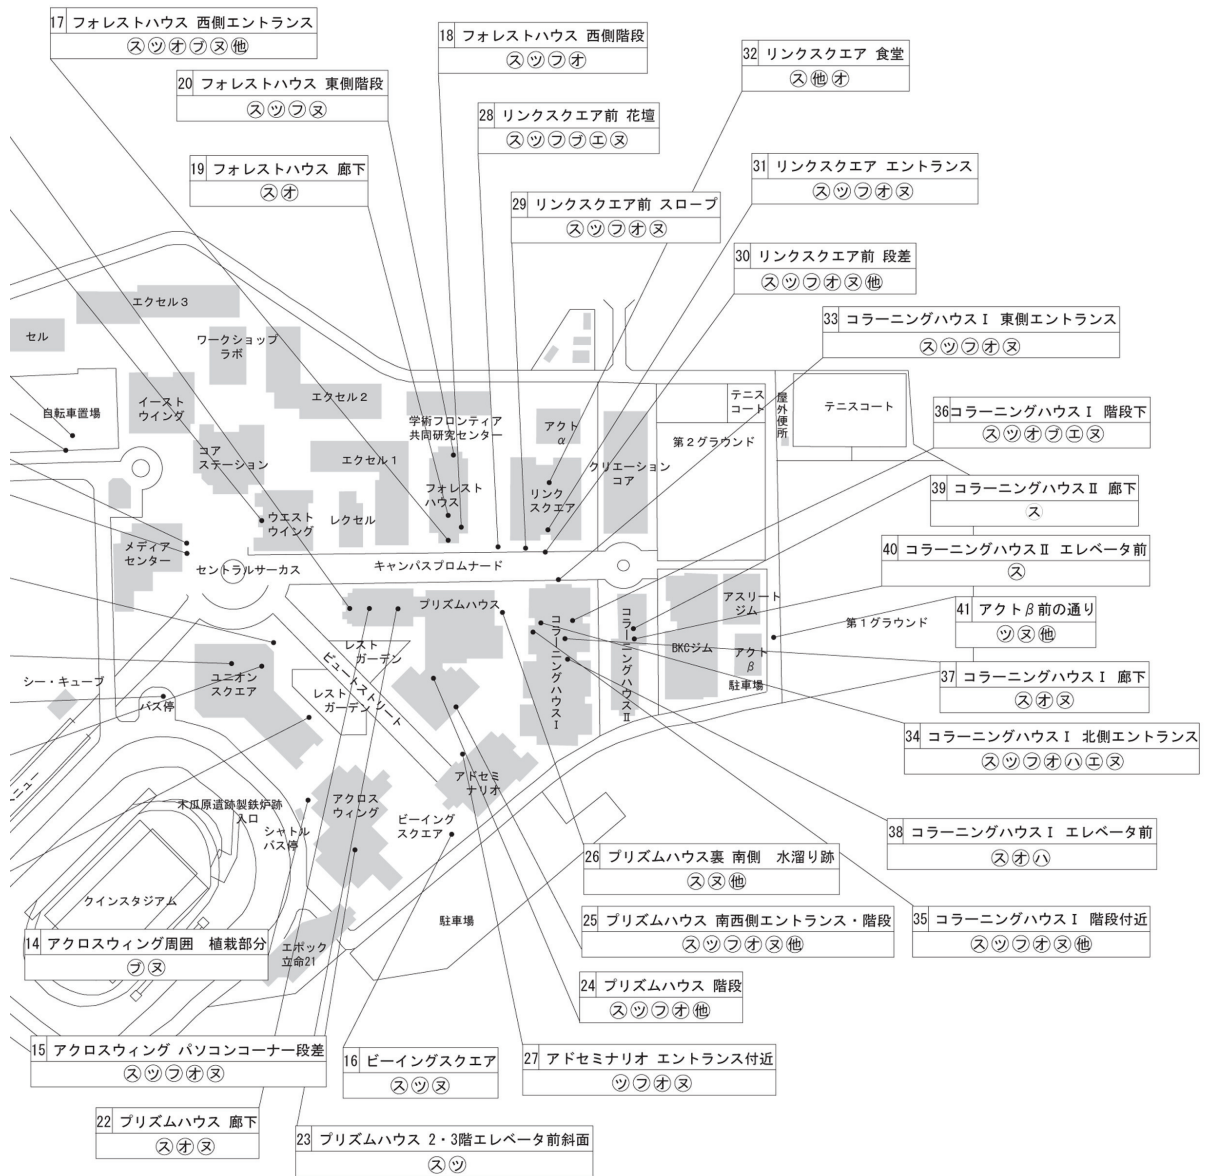 17 フォレストハウス 西側エントランス
スツオブヌ他
18 フォレストハウス 西側階段
スツフオ
32 リンクスクエア 食堂
ス他オ
20 フォレストハウス 東側階段
スツフヌ
28 リンクスクエア前 花壇
スツフブエヌ
19 フォレストハウス 廊下
スオ
31 リンクスクエア エントランス
スツフオヌ
29 リンクスクエア前 スロープ
スツフオヌ
30 リンクスクエア前 段差
スツフオヌ他
33 コラーニングハウスⅠ 東側エントランス
スツフオヌ
36 コラーニングハウスⅠ 階段下
スツオブエヌ
39 コラーニングハウスⅡ 廊下
ス
40 コラーニングハウスⅡ エレベータ前
ス
41 アクトβ前の通り
ツヌ他
37 コラーニングハウスⅠ 廊下
スオヌ
34 コラーニングハウスⅠ 北側エントランス
スツフオハエヌ
38 コラーニングハウスⅠ エレベータ前
スオハ
35 コラーニングハウスⅠ 階段付近
スツフオヌ他
26 プリズムハウス裏 南側 水溜り跡
スヌ他
25 プリズムハウス 南西側エントランス・階段
スツフオヌ他
24 プリズムハウス 階段
スツフオ他
27 アドセミナリオ エントランス付近
ツフオヌ
14 アクロスウィング周囲 植栽部分
ブヌ
15 アクロスウィング パソコンコーナー段差
スツフオヌ
16 ビーイングスクエア
スツヌ
22 プリズムハウス 廊下
スオヌ
23 プリズムハウス 2・3階エレベータ前斜面
スツ
エクセル3
セル
ワークショップ
ラボ
イースト
ウイング
エクセル2
自転車置場
コア
ステーション
エクセル1
学術フロンティア
共同研究センター
アクト
α
フォレスト
ハウス
リンク
スクエア
クリエーション
コア
テニス
コート
第2グラウンド
屋外便所
テニスコート
ウエスト
ウイング
レクセル
メディア
センター
セントラルサーカス
キャンパスプロムナード
プリズムハウス
コラーニングハウスⅠ
コラーニングハウスⅡ
アスリート
ジム
BKCジム
アクト
β
第1グラウンド
駐車場
レスト
ガーデン
ビュートストリート
レスト
ガーデン
ユニオン
スクエア
シー・キューブ
バス停
ニュー
アドセミ
ナリオ
アクロス
ウィング
ビーイング
スクエア
木瓜原遺跡製鉄炉跡
入口
シャトル
バス停
クインスタジアム
駐車場
エポック
立命21